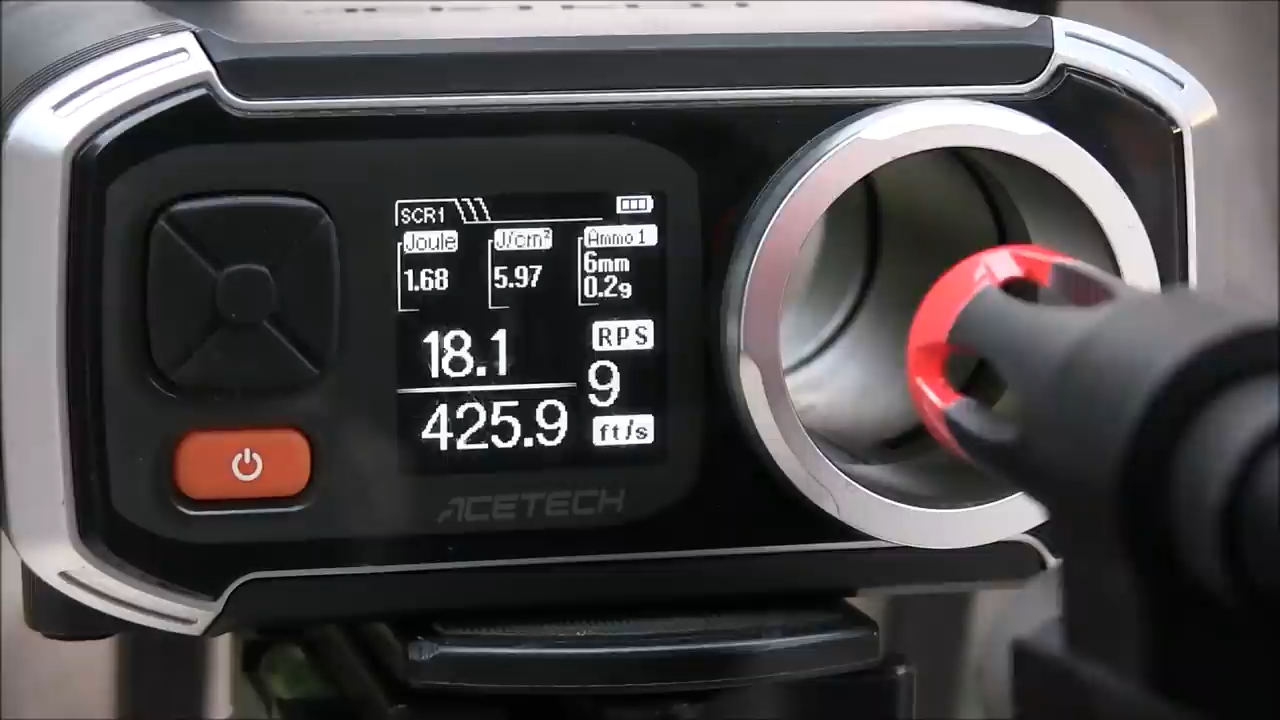 SCR1
Joule J/cm² Ammo 1
1.68 5.97 6mm
0.2g
18.1 RPS
9
425.9 ft/s
ACETECH